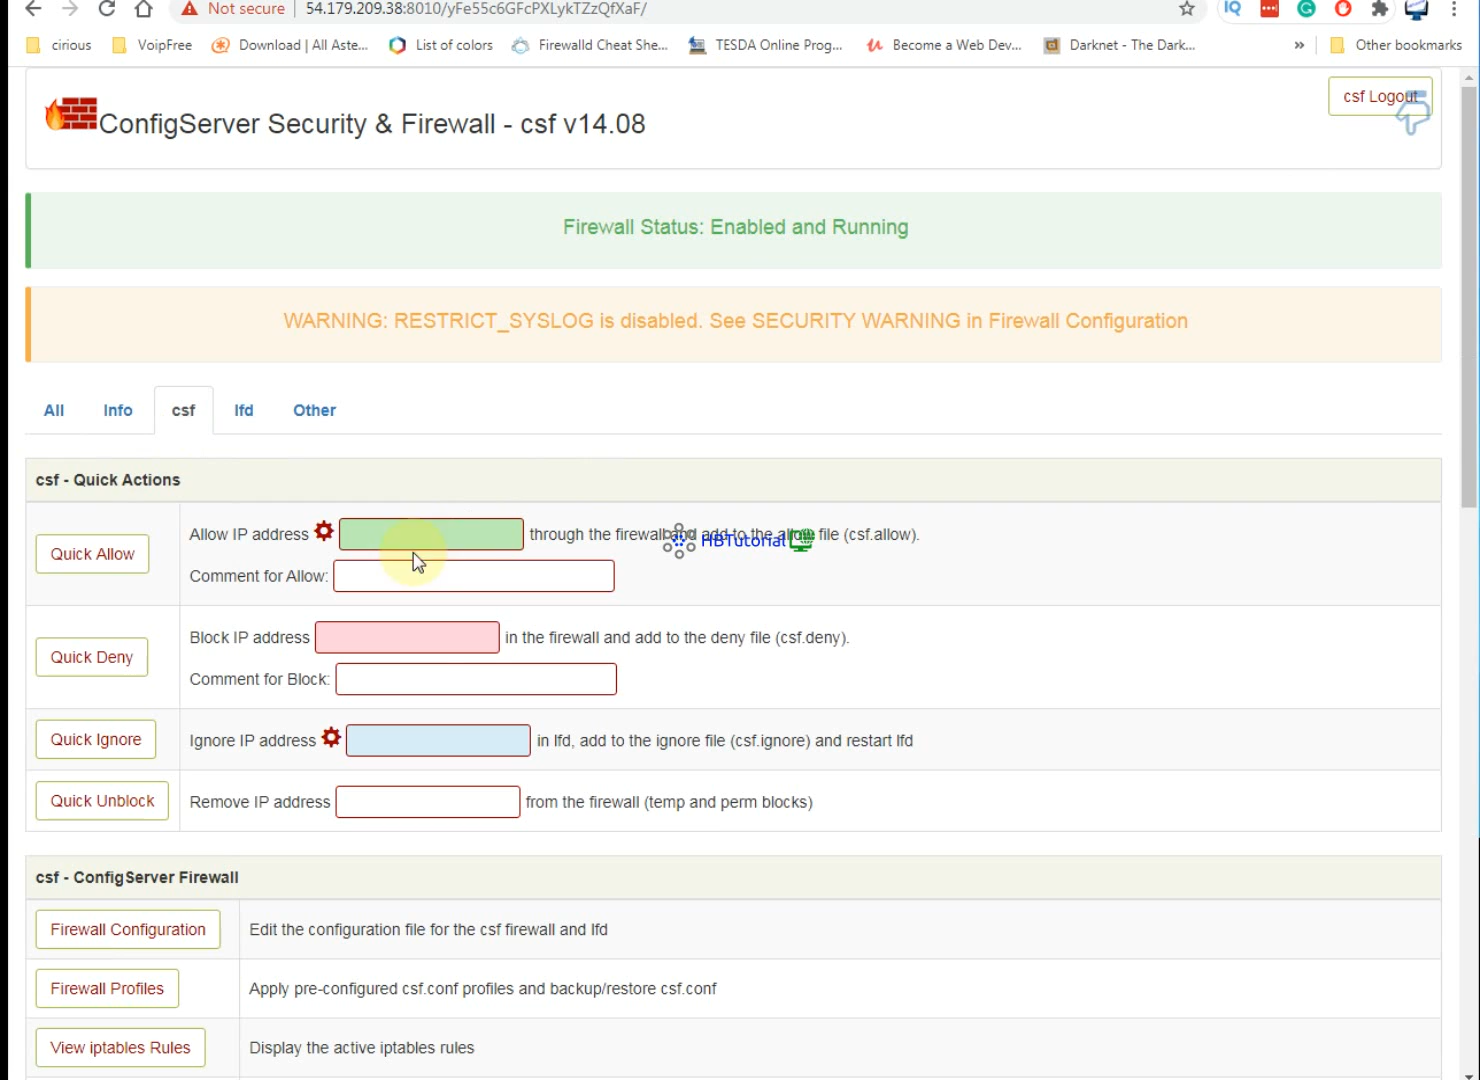 Not secure | 54.179.209.38:8010/yFe55c6GFcPXLykTZzQfXaF/
cirious VoipFree Download | All Aste... List of colors Firewalld Cheat She... TESDA Online Prog... Become a Web Dev... Darknet - The Dark... » Other bookmarks
csf Logout
ConfigServer Security & Firewall - csf v14.08
Firewall Status: Enabled and Running
WARNING: RESTRICT_SYSLOG is disabled. See SECURITY WARNING in Firewall Configuration
All Info csf lfd Other
csf - Quick Actions
Quick Allow
Allow IP address through the firewall and add to the allow file (csf.allow).
HBTutorial
Comment for Allow:
Quick Deny
Block IP address in the firewall and add to the deny file (csf.deny).
Comment for Block:
Quick Ignore Ignore IP address in lfd, add to the ignore file (csf.ignore) and restart lfd
Quick Unblock Remove IP address from the firewall (temp and perm blocks)
csf - ConfigServer Firewall
Firewall Configuration Edit the configuration file for the csf firewall and lfd
Firewall Profiles Apply pre-configured csf.conf profiles and backup/restore csf.conf
View iptables Rules Display the active iptables rules